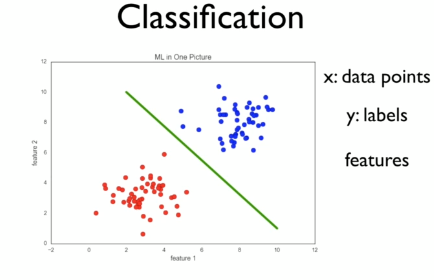 Classification
ML in One Picture
x: data points
y: labels
features
feature 2
12
10
8
6
4
2
0
−2
0
2
4
6
8
10
12
feature 1